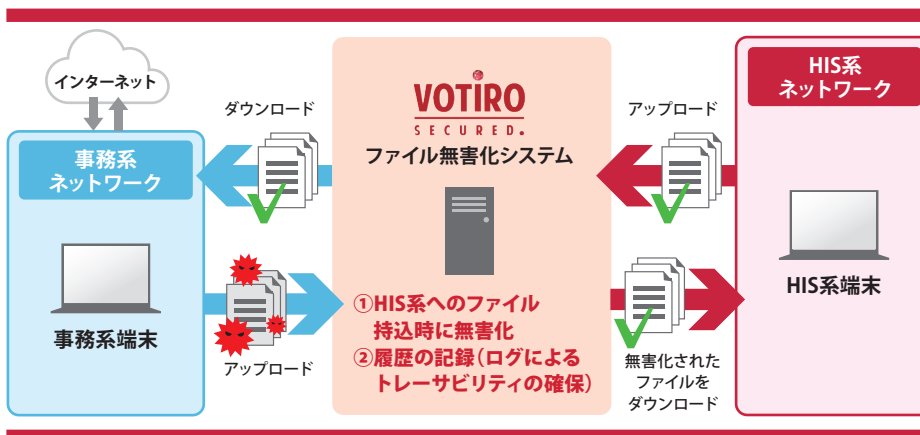 インターネット
事務系
ネットワーク
事務系端末
ダウンロード
アップロード
VOTIRO
SECURED.
ファイル無害化システム
①HIS系へのファイル
持込時に無害化
②履歴の記録（ログによる
トレーサビリティの確保）
アップロード
無害化された
ファイルを
ダウンロード
HIS系
ネットワーク
HIS系端末